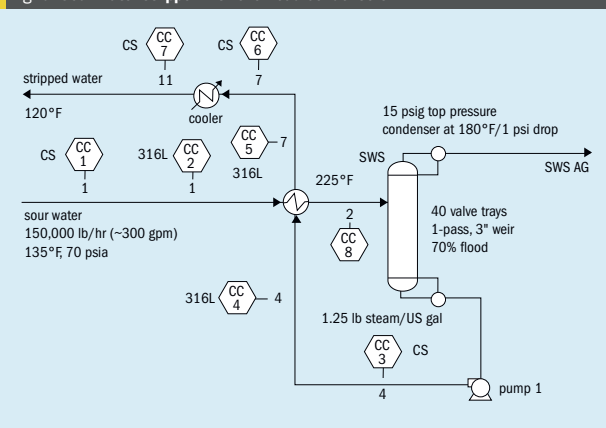 CS
CC
7
11
CS
CC
6
7
stripped water
120°F
cooler
15 psig top pressure
condenser at 180°F/1 psi drop
CS
CC
1
1
316L
CC
2
1
CC
5
7
316L
SWS
SWS AG
225°F
sour water
150,000 lb/hr (~300 gpm)
135°F, 70 psia
2
CC
8
40 valve trays
1-pass, 3" weir
70% flood
316L
CC
4
4
1.25 lb steam/US gal
CC
3
CS
4
pump 1